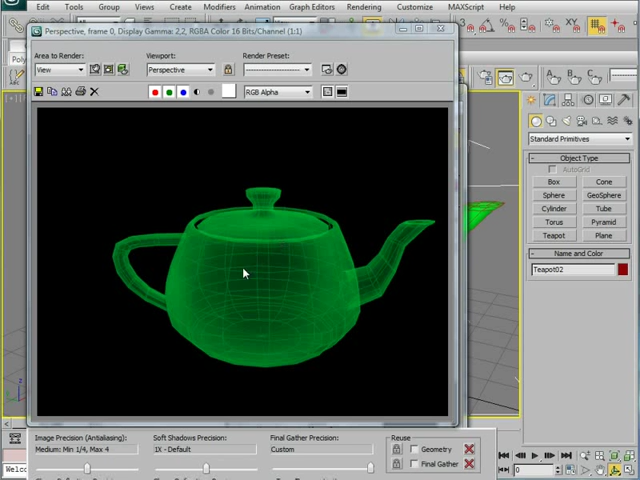 Edit Tools Group Views Create Modifiers Animation Graph Editors Rendering Customize MAXScript Help
Perspective, frame 0, Display Gamma: 2,2, RGBA Color 16 Bits/Channel (1:1)
Area to Render: Viewport: Render Preset:
View Perspective
RGB Alpha
Standard Primitives
- Object Type
AutoGrid
Box Cone
Sphere GeoSphere
Cylinder Tube
Torus Pyramid
Teapot Plane
- Name and Color
Teapot02
Image Precision (Antialiasing): Soft Shadows Precision: Final Gather Precision: Reuse
Medium: Min 1/4, Max 4 1X - Default Custom Geometry
Final Gather
Welco
0